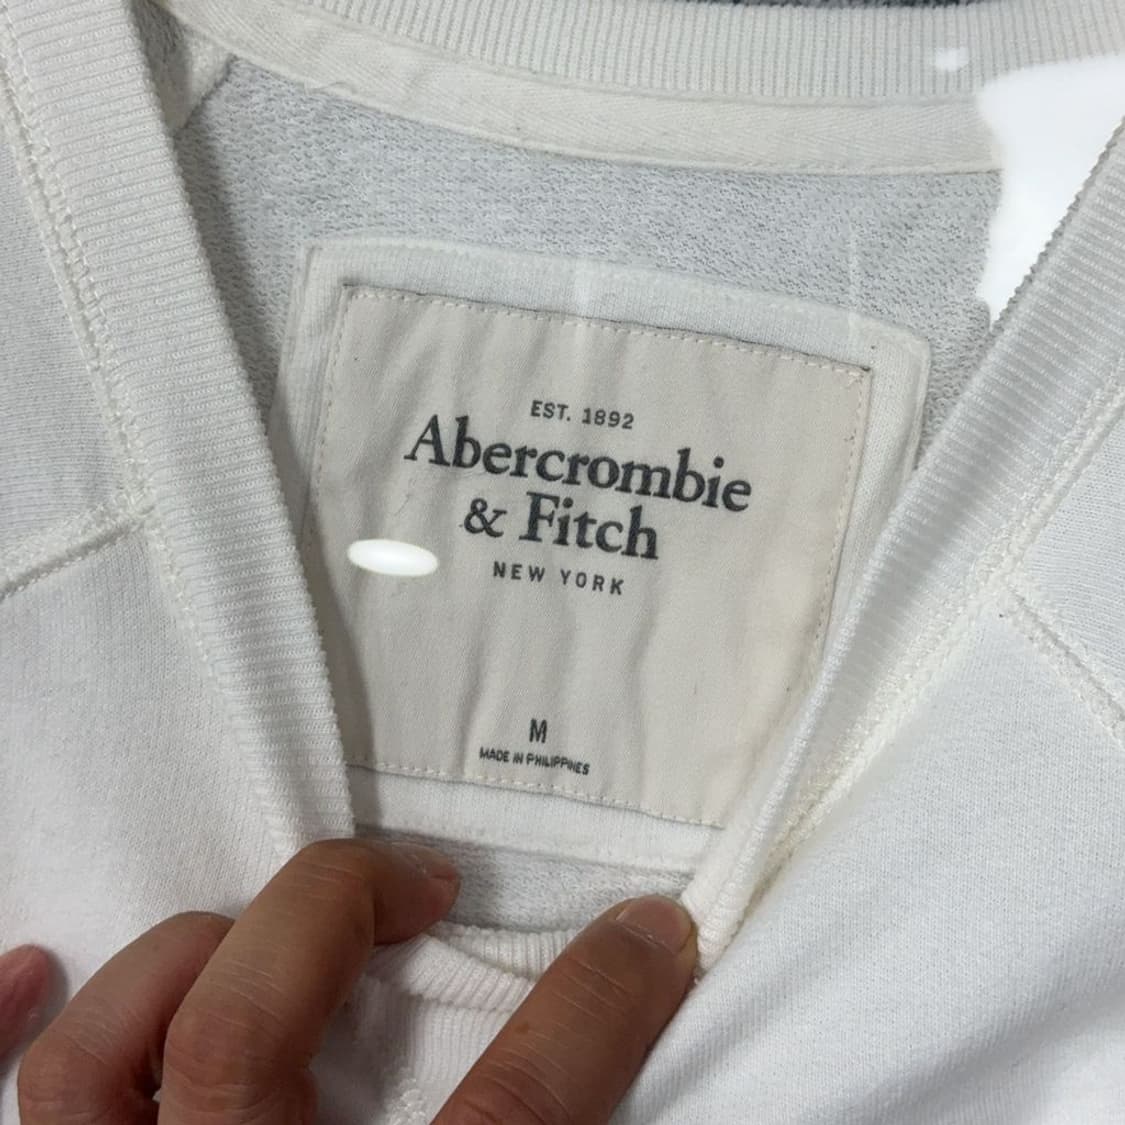 EST. 1892
Abercrombie
& Fitch
NEW YORK
M
MADE IN PHILIPPINES